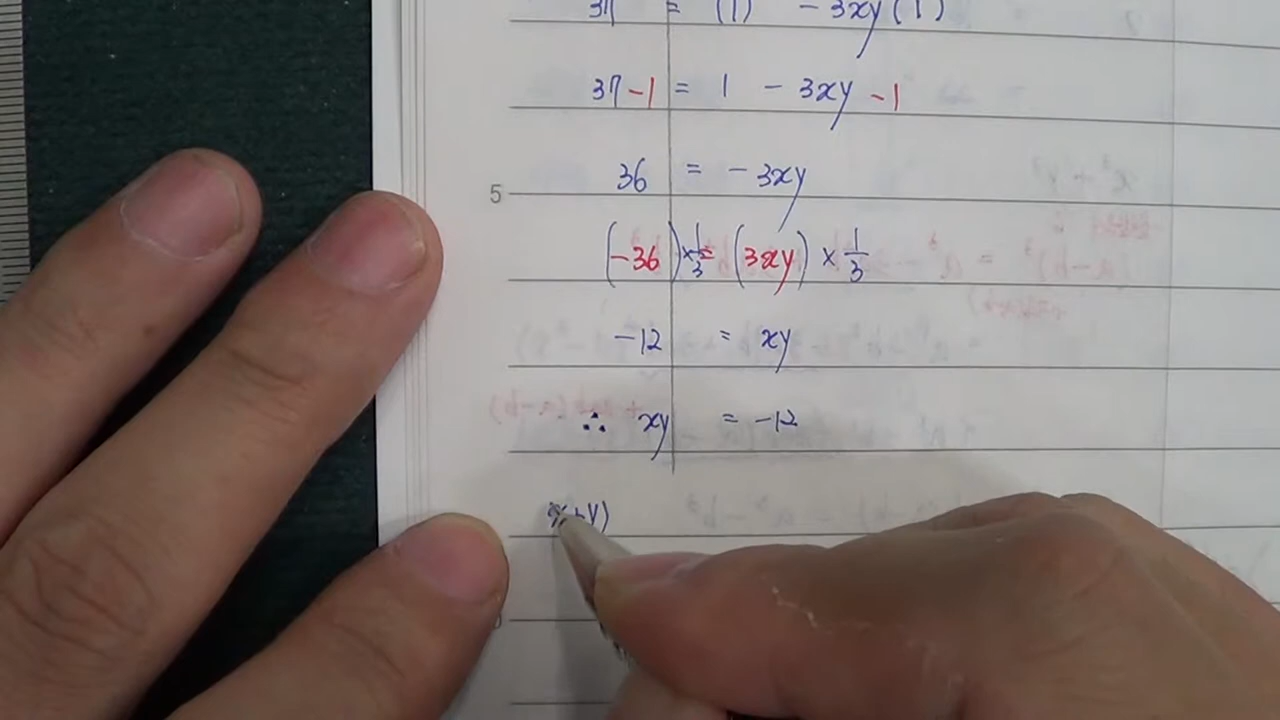 37 = (1) - 3xy(1)
37 - 1 = 1 - 3xy - 1
36 = - 3xy
5
(-36) × 1/3 = (3xy) × 1/3
-12 = xy
∴ xy = -12
x+y)